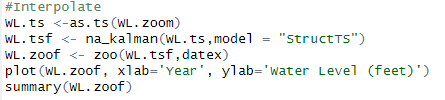 #Interpolate
WL.ts <-as.ts(WL.zoom)
WL.tsf <- na_kalman(WL.ts,model = "StructTS")
WL.zoof <- zoo(WL.tsf,datex)
plot(WL.zoof, xlab='Year', ylab='Water Level (feet)')
summary(WL.zoof)